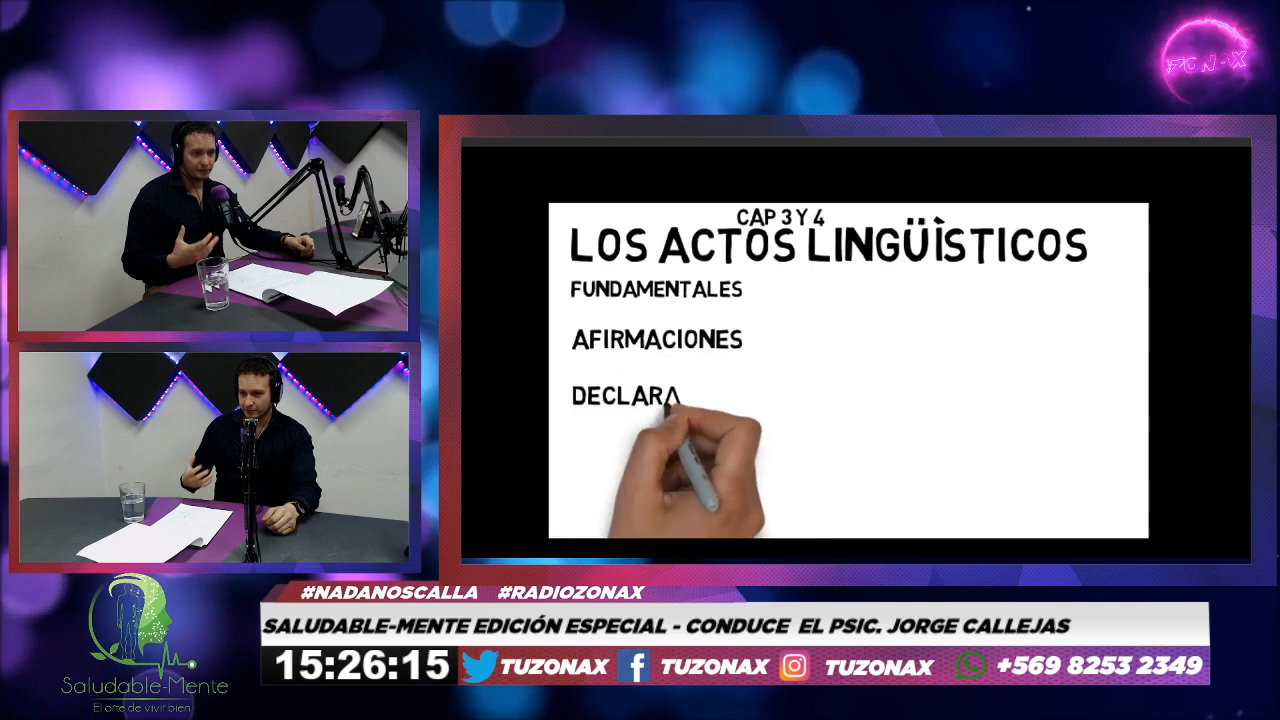 ZON-X
CAP 3 Y 4
LOS ACTOS LINGÜÌSTICOS
FUNDAMENTALES
AFIRMACIONES
DECLARA
#NADANOSCALLA #RADIOZONAX
SALUDABLE-MENTE EDICIÓN ESPECIAL - CONDUCE EL PSIC. JORGE CALLEJAS
15:26:15 TUZONAX TUZONAX TUZONAX +569 8253 2349
Saludable-Mente
El arte de vivir bien